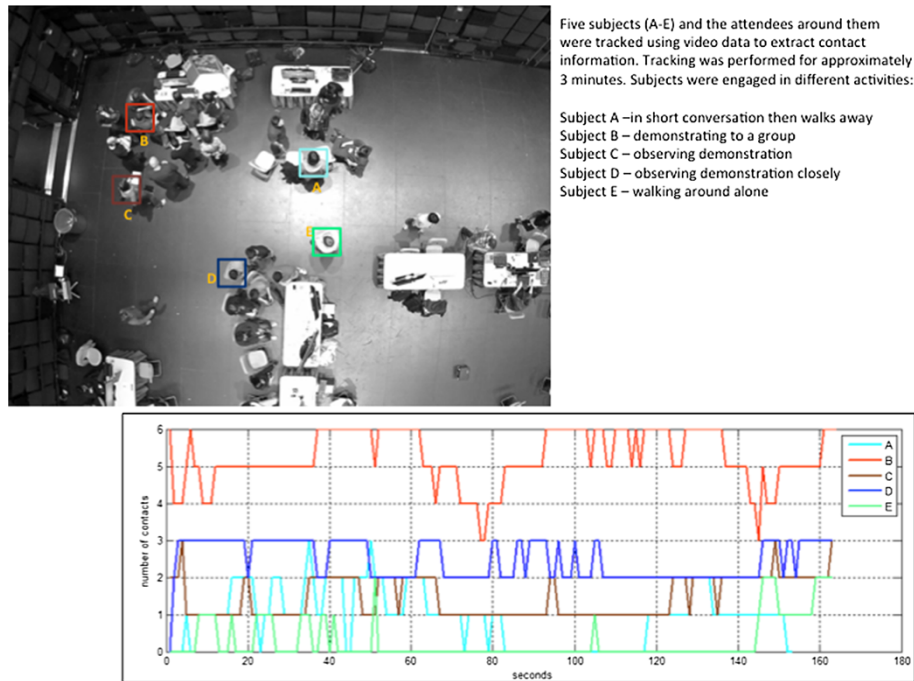 Five subjects (A-E) and the attendees around them
were tracked using video data to extract contact
information. Tracking was performed for approximately
3 minutes. Subjects were engaged in different activities:
Subject A –in short conversation then walks away
Subject B – demonstrating to a group
Subject C – observing demonstration
Subject D – observing demonstration closely
Subject E – walking around alone
B
A
C
E
D
number of contacts
6
5
4
3
2
1
0
A
B
C
D
E
0 20 40 60 80 100 120 140 160 180
seconds